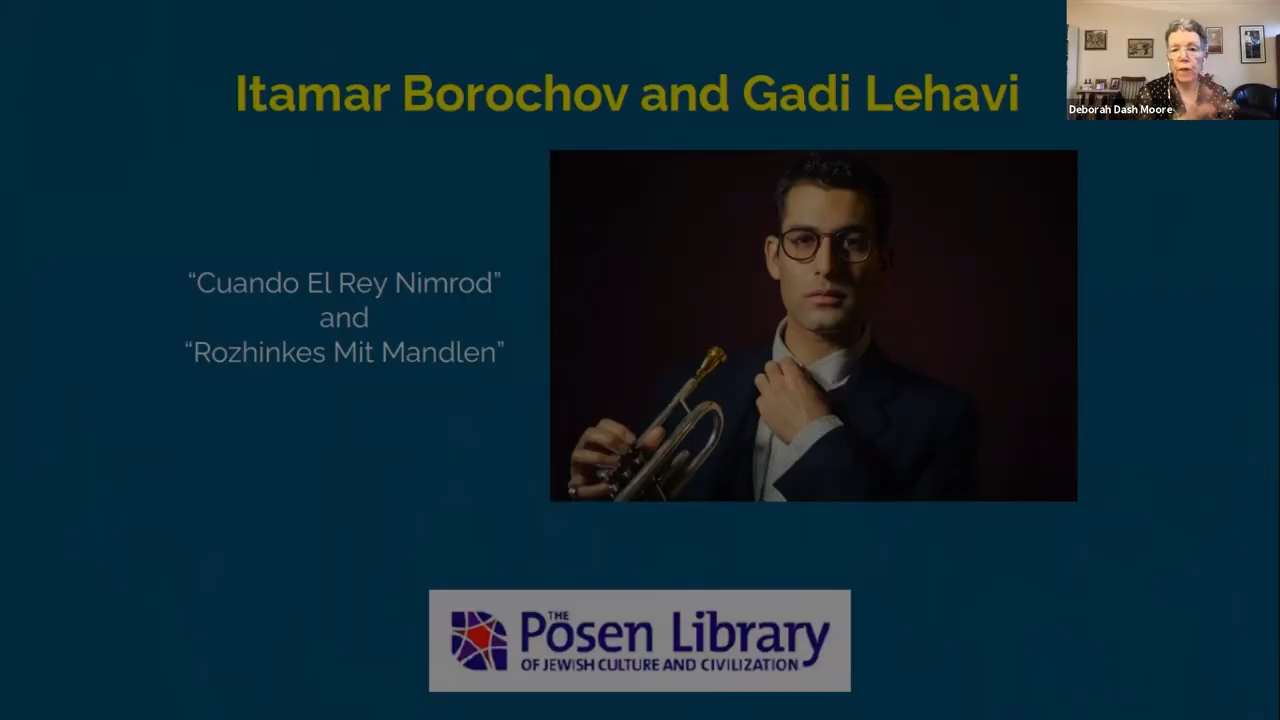 Itamar Borochov and Gadi Lehavi
Deborah Dash Moore
“Cuando El Rey Nimrod”
and
“Rozhinkes Mit Mandlen”
THE
Posen Library
OF JEWISH CULTURE AND CIVILIZATION